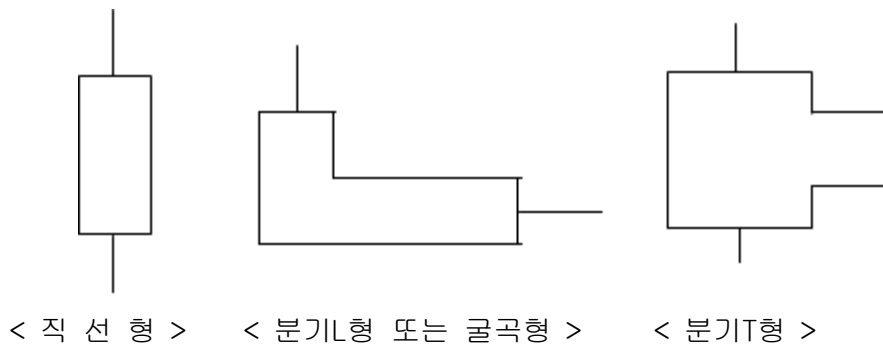 < 직 선 형 > < 분기L형 또는 굴곡형 > < 분기T형 >